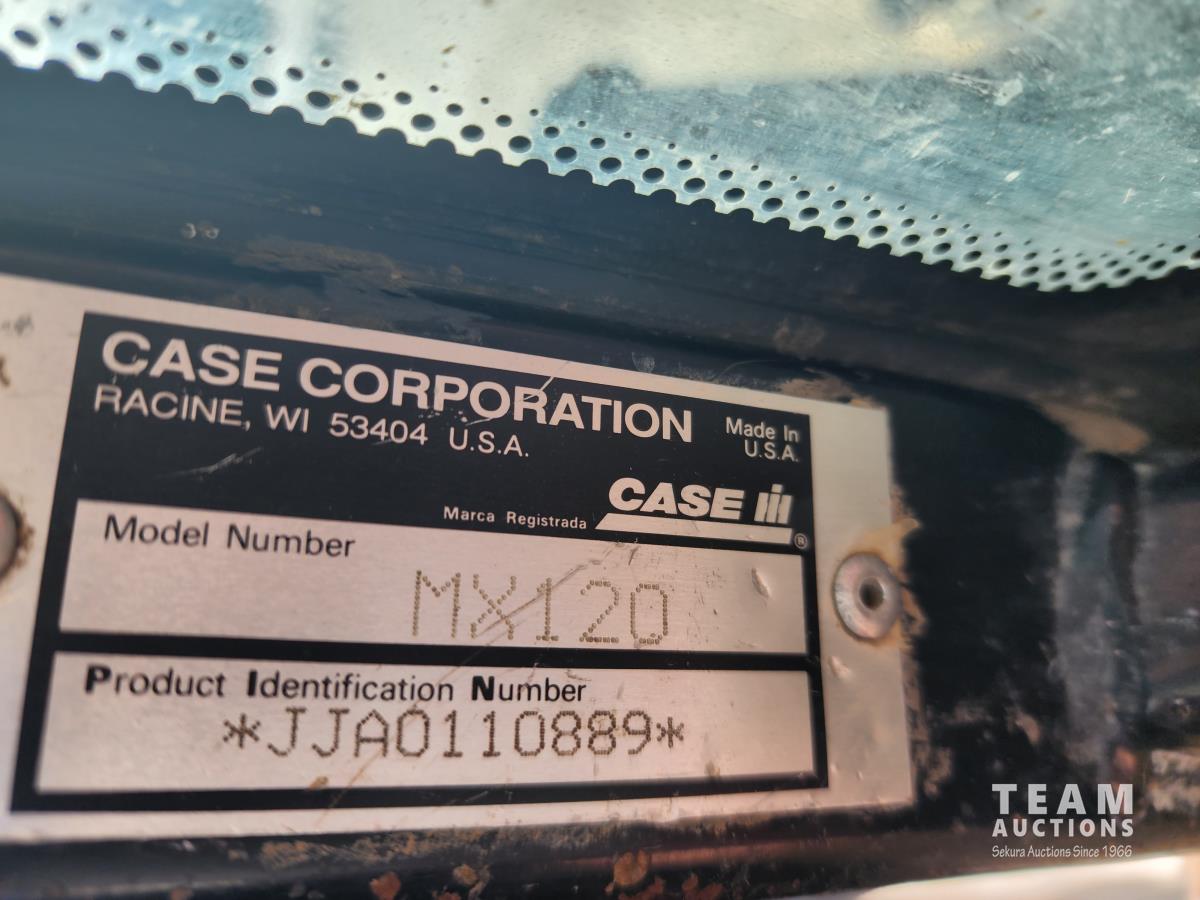 CASE CORPORATION
RACINE, WI 53404 U.S.A.
Made In
U.S.A.
Marca Registrada
CASE IH ®
Model Number
MX120
Product Identification Number
*JJA0110889*
TEAM
AUCTIONS
Sekura Auctions Since 1966